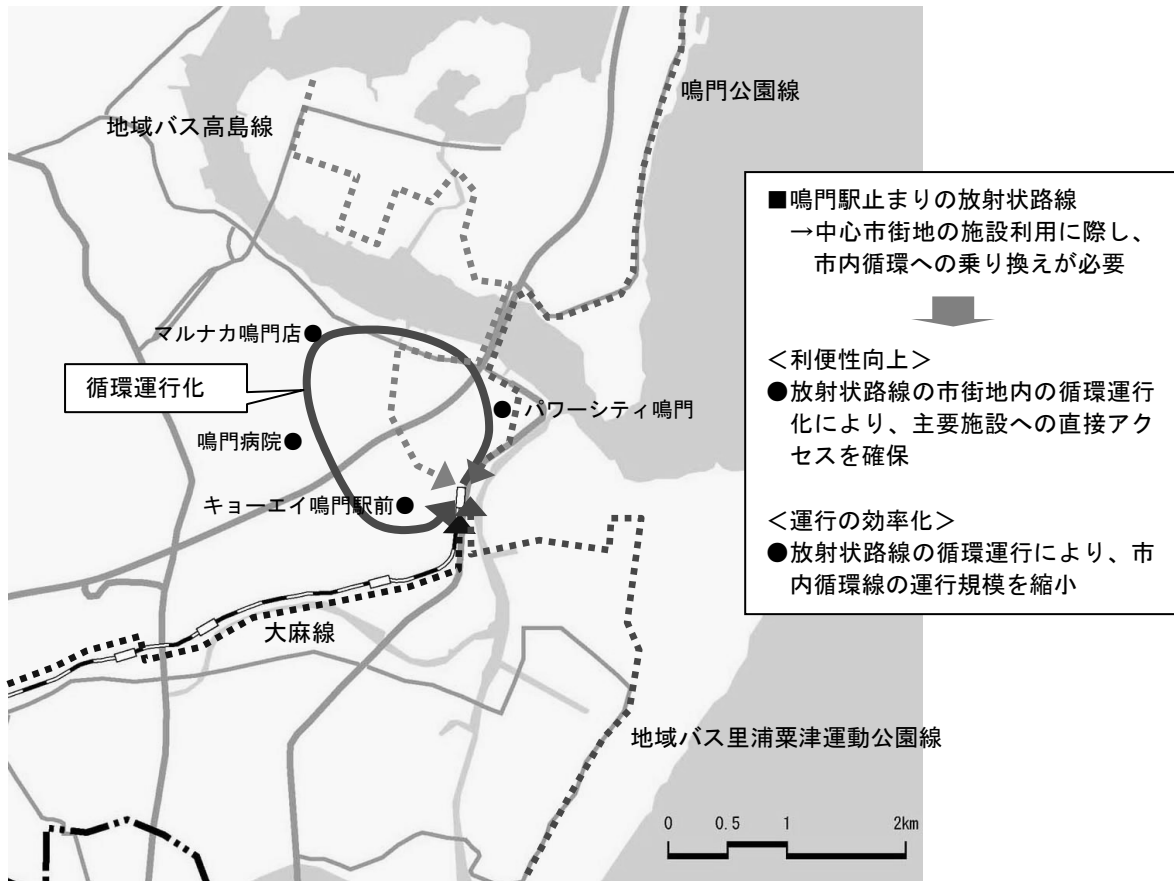 鳴門公園線
地域バス高島線
■鳴門駅止まりの放射状路線
→中心市街地の施設利用に際し、
市内循環への乗り換えが必要
マルナカ鳴門店
循環運行化
パワーシティ鳴門
鳴門病院
キョーエイ鳴門駅前
<利便性向上>
●放射状路線の市街地内の循環運行
化により、主要施設への直接アク
セスを確保
<運行の効率化>
●放射状路線の循環運行により、市
内循環線の運行規模を縮小
大麻線
地域バス里浦粟津運動公園線
0 0.5 1 2km